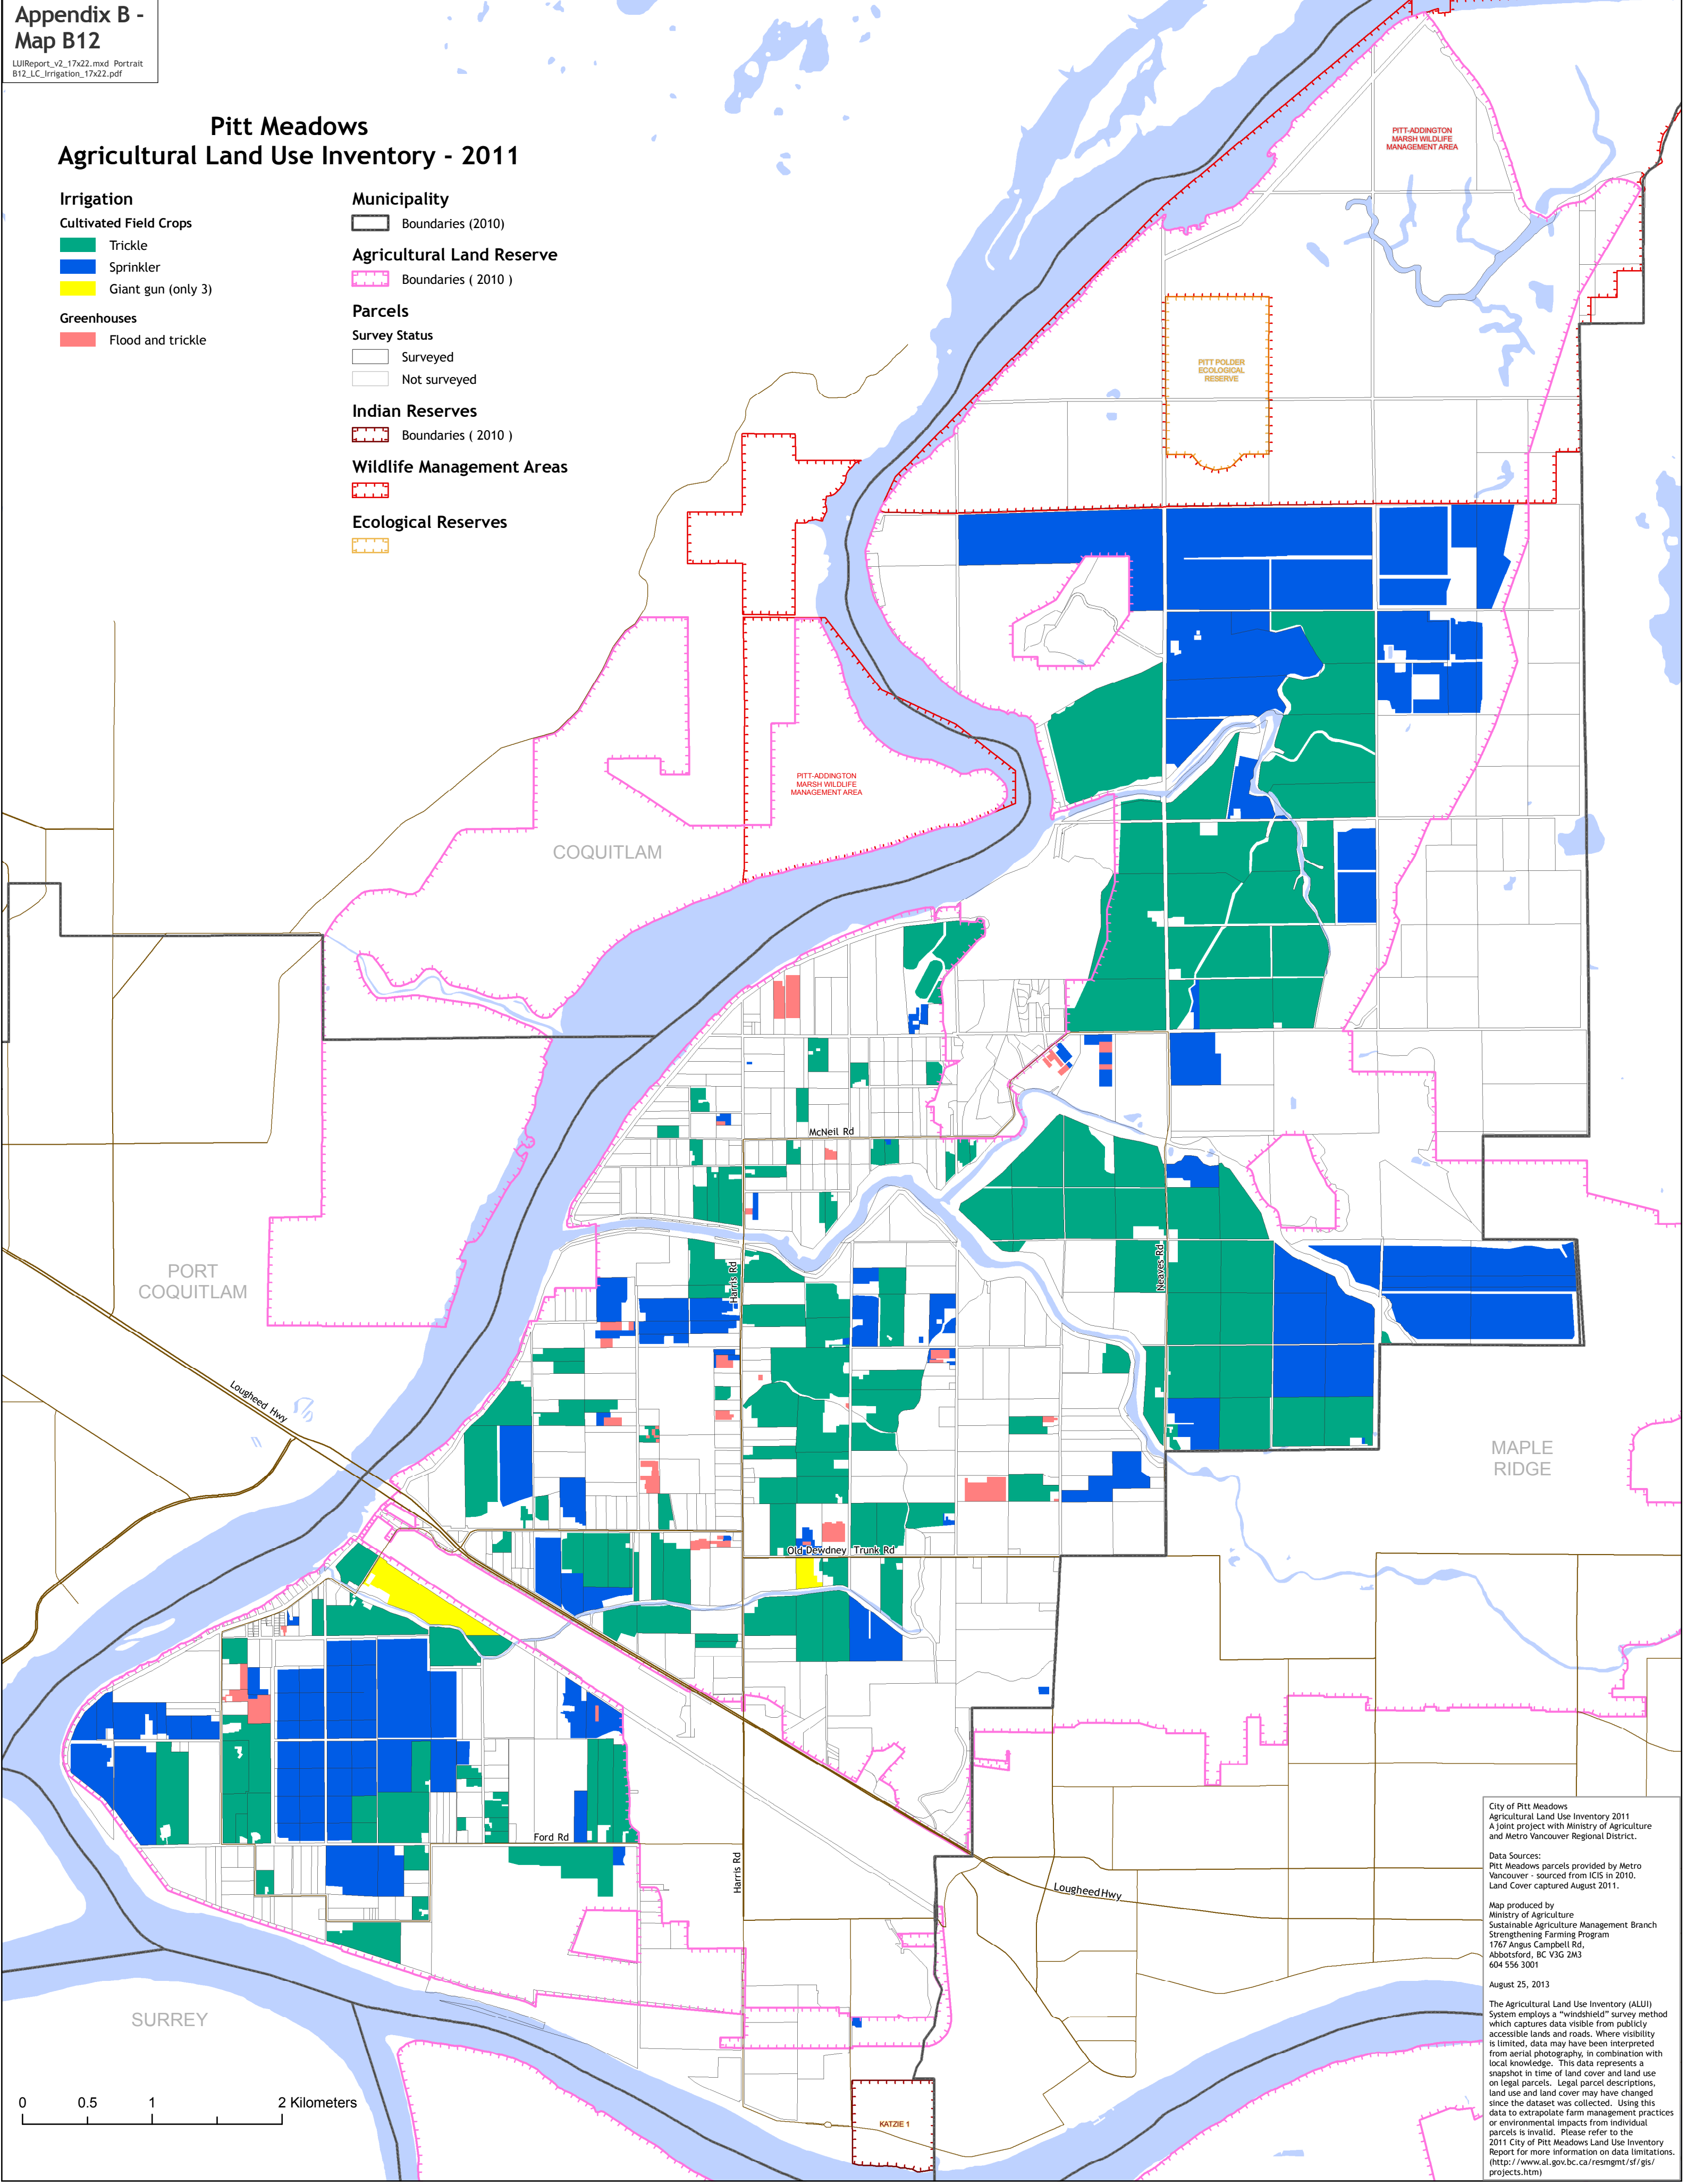 Appendix B -
Map B12
LUIReport_v2_17x22.mxd Portrait
B12_LC_Irrigation_17x22.pdf
Pitt Meadows
Agricultural Land Use Inventory - 2011
Irrigation
Cultivated Field Crops
Trickle
Sprinkler
Giant gun (only 3)
Greenhouses
Flood and trickle
Municipality
Boundaries (2010)
Agricultural Land Reserve
Boundaries ( 2010 )
Parcels
Survey Status
Surveyed
Not surveyed
Indian Reserves
Boundaries ( 2010 )
Wildlife Management Areas
Ecological Reserves
PITT-ADDINGTON
MARSH WILDLIFE
MANAGEMENT AREA
PITT POLDER
ECOLOGICAL
RESERVE
PITT-ADDINGTON
MARSH WILDLIFE
MANAGEMENT AREA
COQUITLAM
McNeil Rd
PORT
COQUITLAM
Harris Rd
Neaves Rd
Lougheed Hwy
MAPLE
RIDGE
Old Dewdney Trunk Rd
Ford Rd
Harris Rd
Lougheed Hwy
SURREY
KATZIE 1
0 0.5 1 2 Kilometers
City of Pitt Meadows
Agricultural Land Use Inventory 2011
A joint project with Ministry of Agriculture
and Metro Vancouver Regional District.
Data Sources:
Pitt Meadows parcels provided by Metro
Vancouver - sourced from ICIS in 2010.
Land Cover captured August 2011.
Map produced by
Ministry of Agriculture
Sustainable Agriculture Management Branch
Strengthening Farming Program
1767 Angus Campbell Rd,
Abbotsford, BC V3G 2M3
604 556 3001
August 25, 2013
The Agricultural Land Use Inventory (ALUI)
System employs a “windshield” survey method
which captures data visible from publicly
accessible lands and roads. Where visibility
is limited, data may have been interpreted
from aerial photography, in combination with
local knowledge. This data represents a
snapshot in time of land cover and land use
on legal parcels. Legal parcel descriptions,
land use and land cover may have changed
since the dataset was collected. Using this
data to extrapolate farm management practices
or environmental impacts from individual
parcels is invalid. Please refer to the
2011 City of Pitt Meadows Land Use Inventory
Report for more information on data limitations.
(http://www.al.gov.bc.ca/resmgmt/sf/gis/
projects.htm)